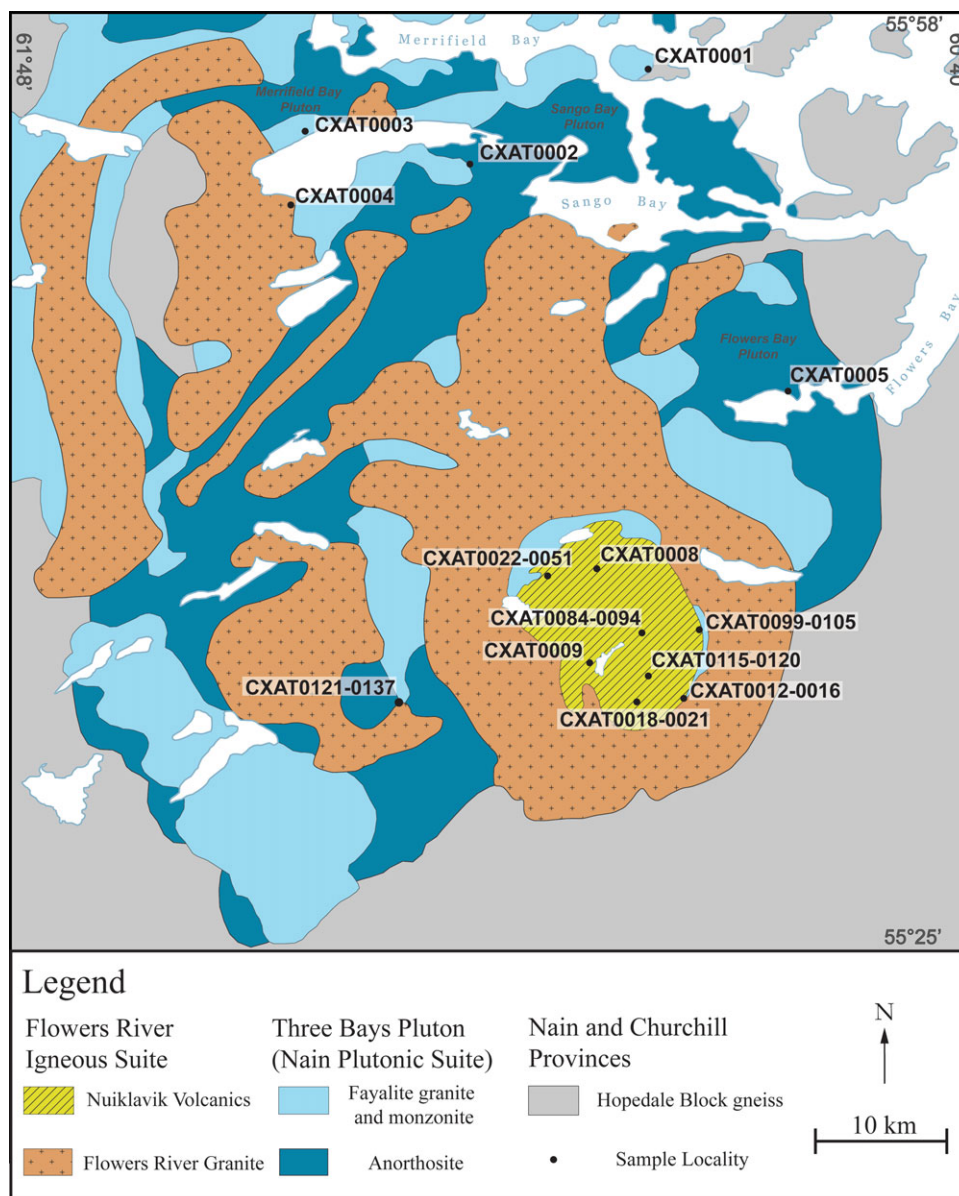 55°58’
61°48’
60°40
Merrifield Bay
CXAT0001
Merrifield Bay
Pluton
Sango Bay
Pluton
CXAT0003
CXAT0002
CXAT0004
Sango Bay
Flowers Bay
Pluton
CXAT0005
Flowers Bay
CXAT0022-0051
CXAT0008
CXAT0084-0094
CXAT0099-0105
CXAT0009
CXAT0115-0120
CXAT0121-0137
CXAT0012-0016
CXAT0018-0021
55°25’
Legend
Flowers River
Igneous Suite
Nuiklavik Volcanics
Flowers River Granite
Three Bays Pluton
(Nain Plutonic Suite)
Fayalite granite
and monzonite
Anorthosite
Nain and Churchill
Provinces
Hopedale Block gneiss
Sample Locality
N
10 km